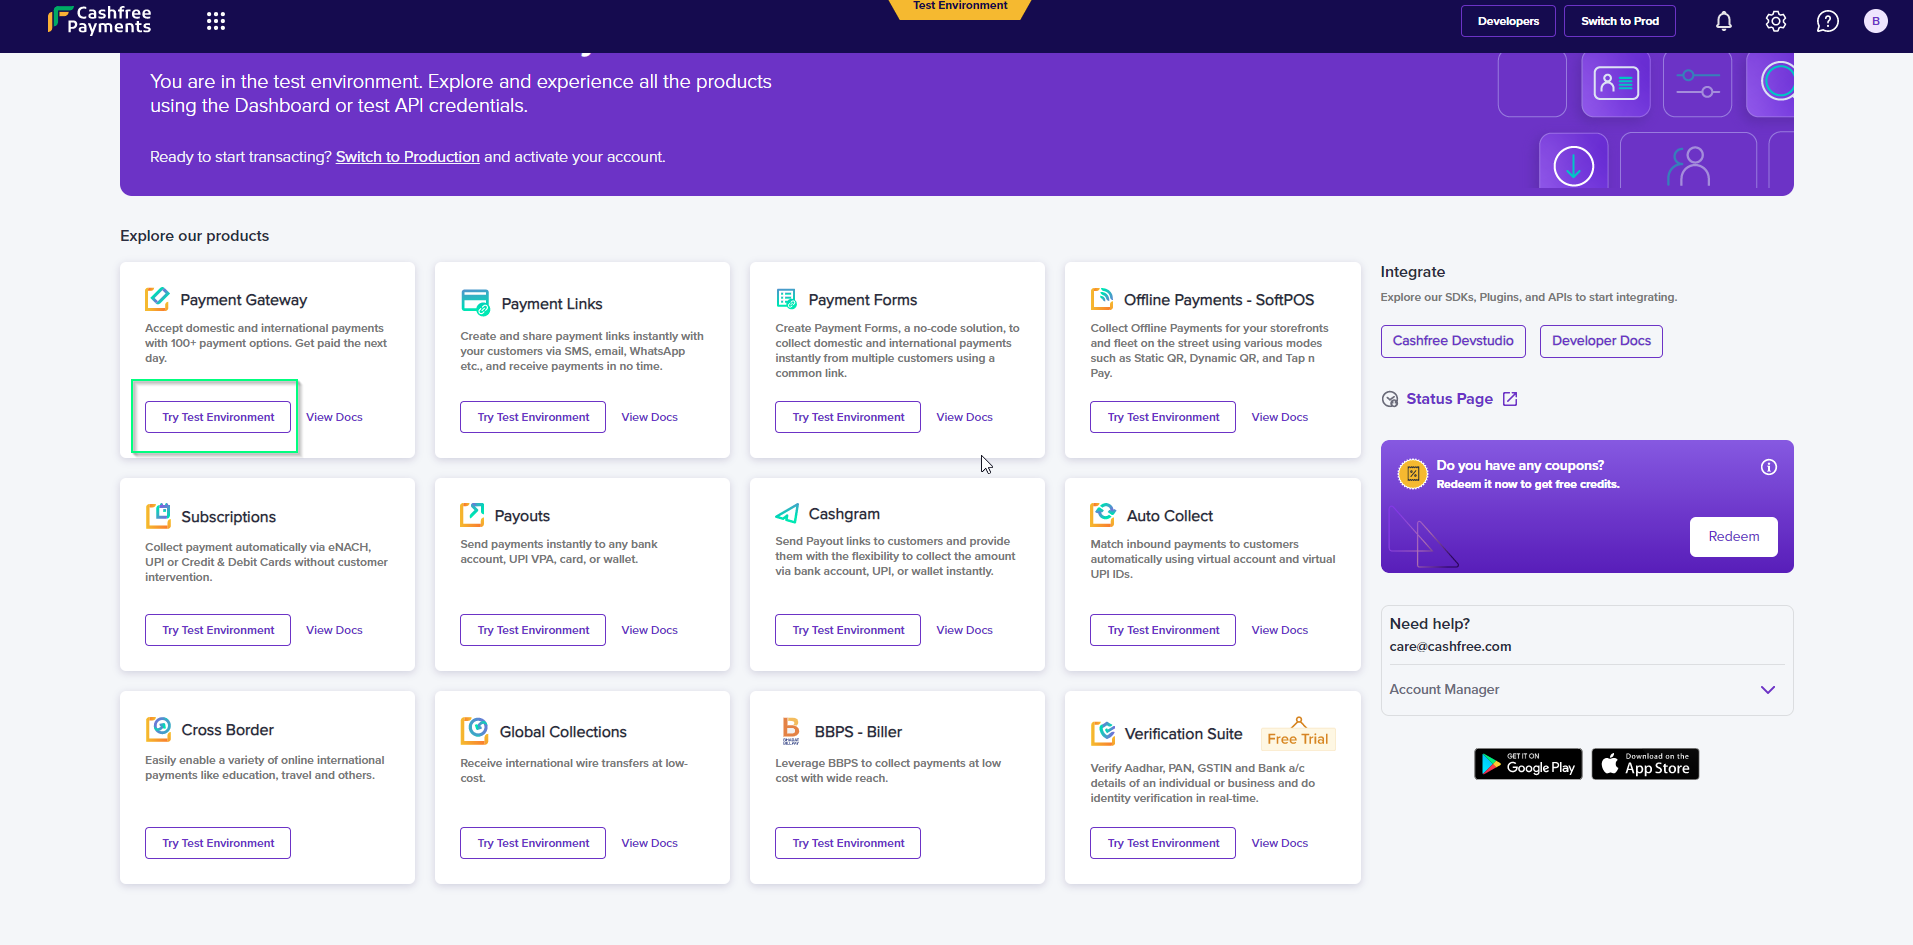 Cashfree
Payments
Test Environment
Developers
Switch to Prod
B
You are in the test environment. Explore and experience all the products
using the Dashboard or test API credentials.
Ready to start transacting? Switch to Production and activate your account.
Explore our products
Payment Gateway
Accept domestic and international payments
with 100+ payment options. Get paid the next
day.
Try Test Environment
View Docs
Payment Links
Create and share payment links instantly with
your customers via SMS, email, WhatsApp
etc., and receive payments in no time.
Try Test Environment
View Docs
Payment Forms
Create Payment Forms, a no-code solution, to
collect domestic and international payments
instantly from multiple customers using a
common link.
Try Test Environment
View Docs
Offline Payments - SoftPOS
Collect Offline Payments for your storefronts
and fleet on the street using various modes
such as Static QR, Dynamic QR, and Tap n
Pay.
Try Test Environment
View Docs
Subscriptions
Collect payment automatically via eNACH,
UPI or Credit & Debit Cards without customer
intervention.
Try Test Environment
View Docs
Payouts
Send payments instantly to any bank
account, UPI VPA, card, or wallet.
Try Test Environment
View Docs
Cashgram
Send Payout links to customers and provide
them with the flexibility to collect the amount
via bank account, UPI, or wallet instantly.
Try Test Environment
View Docs
Auto Collect
Match inbound payments to customers
automatically using virtual account and virtual
UPI IDs.
Try Test Environment
View Docs
Cross Border
Easily enable a variety of online international
payments like education, travel and others.
Try Test Environment
Global Collections
Receive international wire transfers at low-
cost.
Try Test Environment
View Docs
BBPS - Biller
Leverage BBPS to collect payments at low
cost with wide reach.
Try Test Environment
Verification Suite
Free Trial
Verify Aadhar, PAN, GSTIN and Bank a/c
details of an individual or business and do
identity verification in real-time.
Try Test Environment
View Docs
Integrate
Explore our SDKs, Plugins, and APIs to start integrating.
Cashfree Devstudio
Developer Docs
Status Page
Do you have any coupons?
Redeem it now to get free credits.
Redeem
Need help?
care@cashfree.com
Account Manager
GET IT ON
Google Play
Download on the
App Store